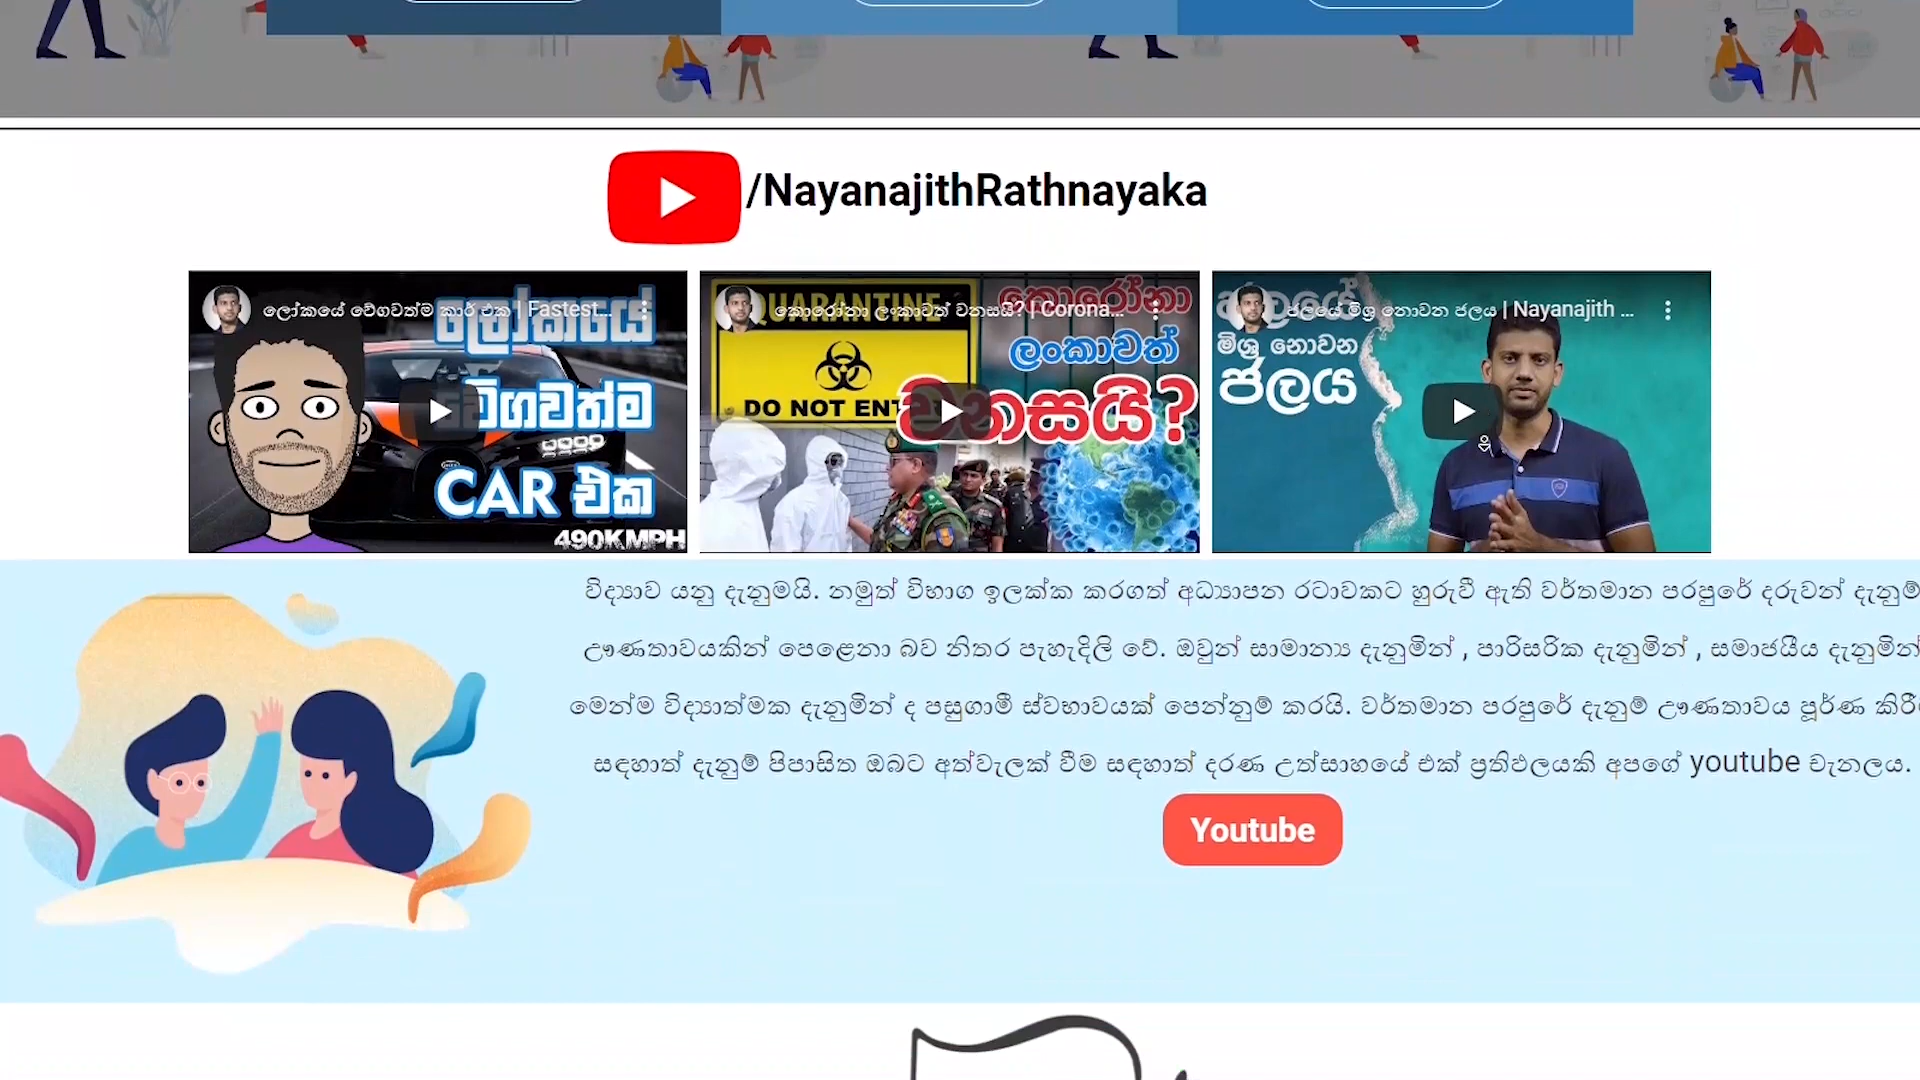 /NayanajithRathnayaka
ලෝකයේ වේගවත්ම කාර් එක | Fastest...
ලෝකයේ
වේගවත්ම
CAR එක
490KMPH
කොරෝනා ලංකාවත් වනසයි? | Corona...
QUARANTINE
DO NOT ENT
කොරෝනා
ලංකාවත්
වනසයි?
ජලයේ මිශ්‍ර නොවන ජලය | Nayanajith ...
ජලයේ
මිශ්‍ර නොවන
ජලය
විද්‍යාව යනු දැනුමයි. නමුත් විභාග ඉලක්ක කරගත් අධ්‍යාපන රටාවකට හුරුවී ඇති වර්තමාන පරපුරේ දරුවන් දැනුම්
ඌණතාවයකින් පෙළෙනා බව නිතර පැහැදිලි වේ. ඔවුන් සාමාන්‍ය දැනුමින් , පාරිසරික දැනුමින් , සමාජයීය දැනුමින්
මෙන්ම විද්‍යාත්මක දැනුමින් ද පසුගාමී ස්වභාවයක් පෙන්නුම් කරයි. වර්තමාන පරපුරේ දැනුම් ඌණතාවය පූර්ණ කිරී
සඳහාත් දැනුම් පිපාසිත ඔබට අත්වැලක් වීම සඳහාත් දරණ උත්සාහයේ එක් ප්‍රතිඵලයකි අපගේ youtube චැනලය.
Youtube